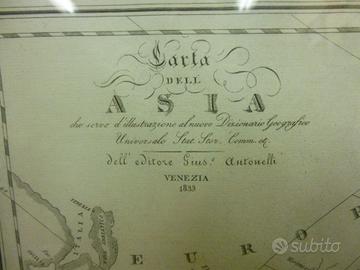 Carta
DELL
ASIA
che serve d'illustrazione al nuovo Dizionario Geografico
Universale Stat. Stor. Comm. ec.
dell' editore Gius.e Antonelli
VENEZIA
1833
ITALIA
EURO
subito